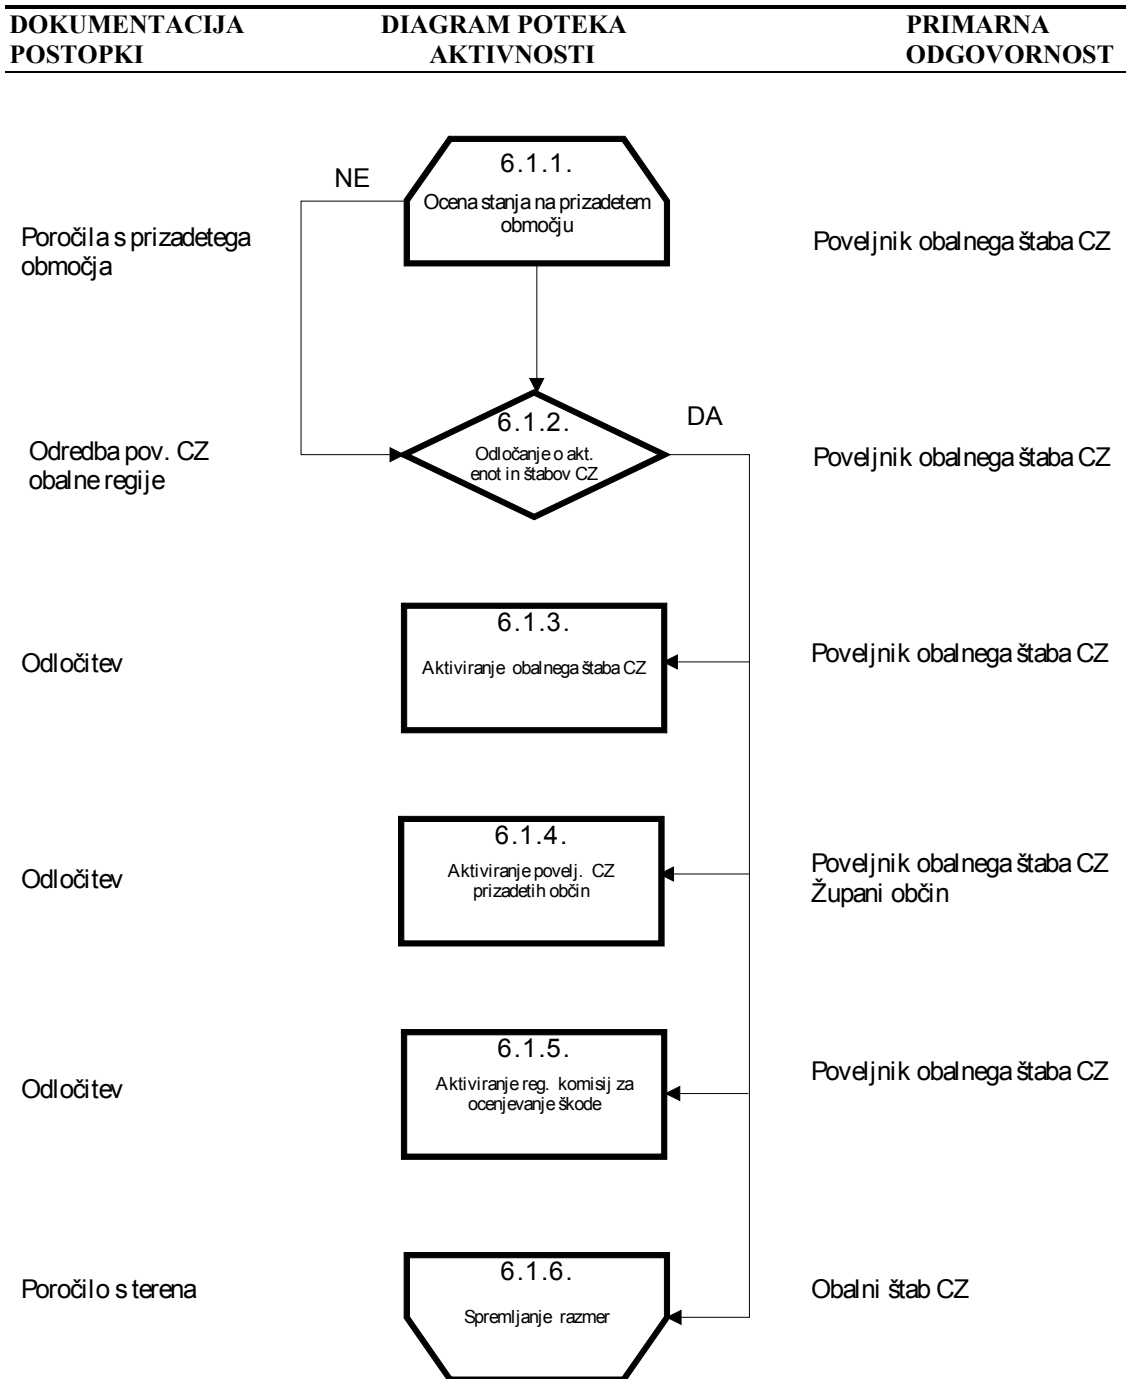 DOKUMENTACIJA DIAGRAM POTEKA PRIMARNA
POSTOPKI AKTIVNOSTI ODGOVORNOST
6.1.1.
NE
Ocena stanja na prizadetem
območju
Poročila s prizadetega
območja
Poveljnik obalnega štaba CZ
6.1.2.
DA
Odločanje o akt.
enot in štabov CZ
Odredba pov. CZ
obalne regije
Poveljnik obalnega štaba CZ
6.1.3.
Aktiviranje obalnega štaba CZ
Odločitev
Poveljnik obalnega štaba CZ
6.1.4.
Aktiviranje povelj. CZ
prizadetih občin
Odločitev
Poveljnik obalnega štaba CZ
Župani občin
6.1.5.
Aktiviranje reg. komisij za
ocenjevanje škode
Odločitev
Poveljnik obalnega štaba CZ
6.1.6.
Spremljanje razmer
Poročilo s terena
Obalni štab CZ